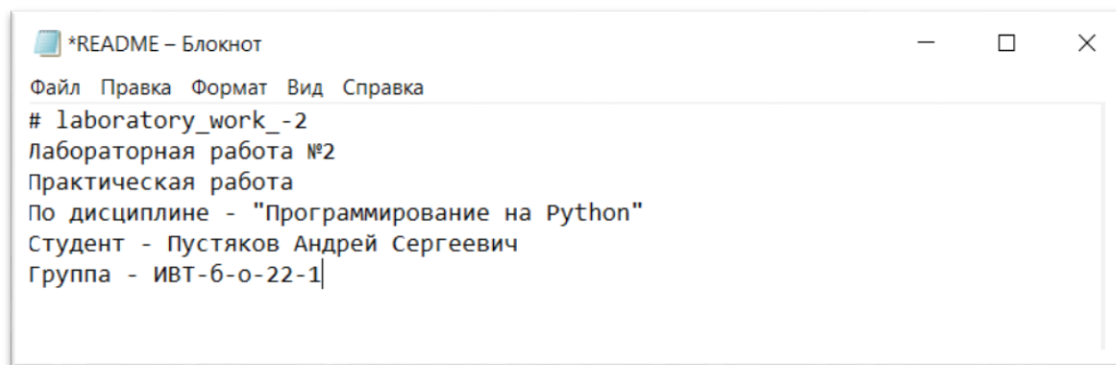 *README – Блокнот
Файл Правка Формат Вид Справка
# laboratory_work_-2
Лабораторная работа №2
Практическая работа
По дисциплине - "Программирование на Python"
Студент - Пустяков Андрей Сергеевич
Группа - ИВТ-б-о-22-1